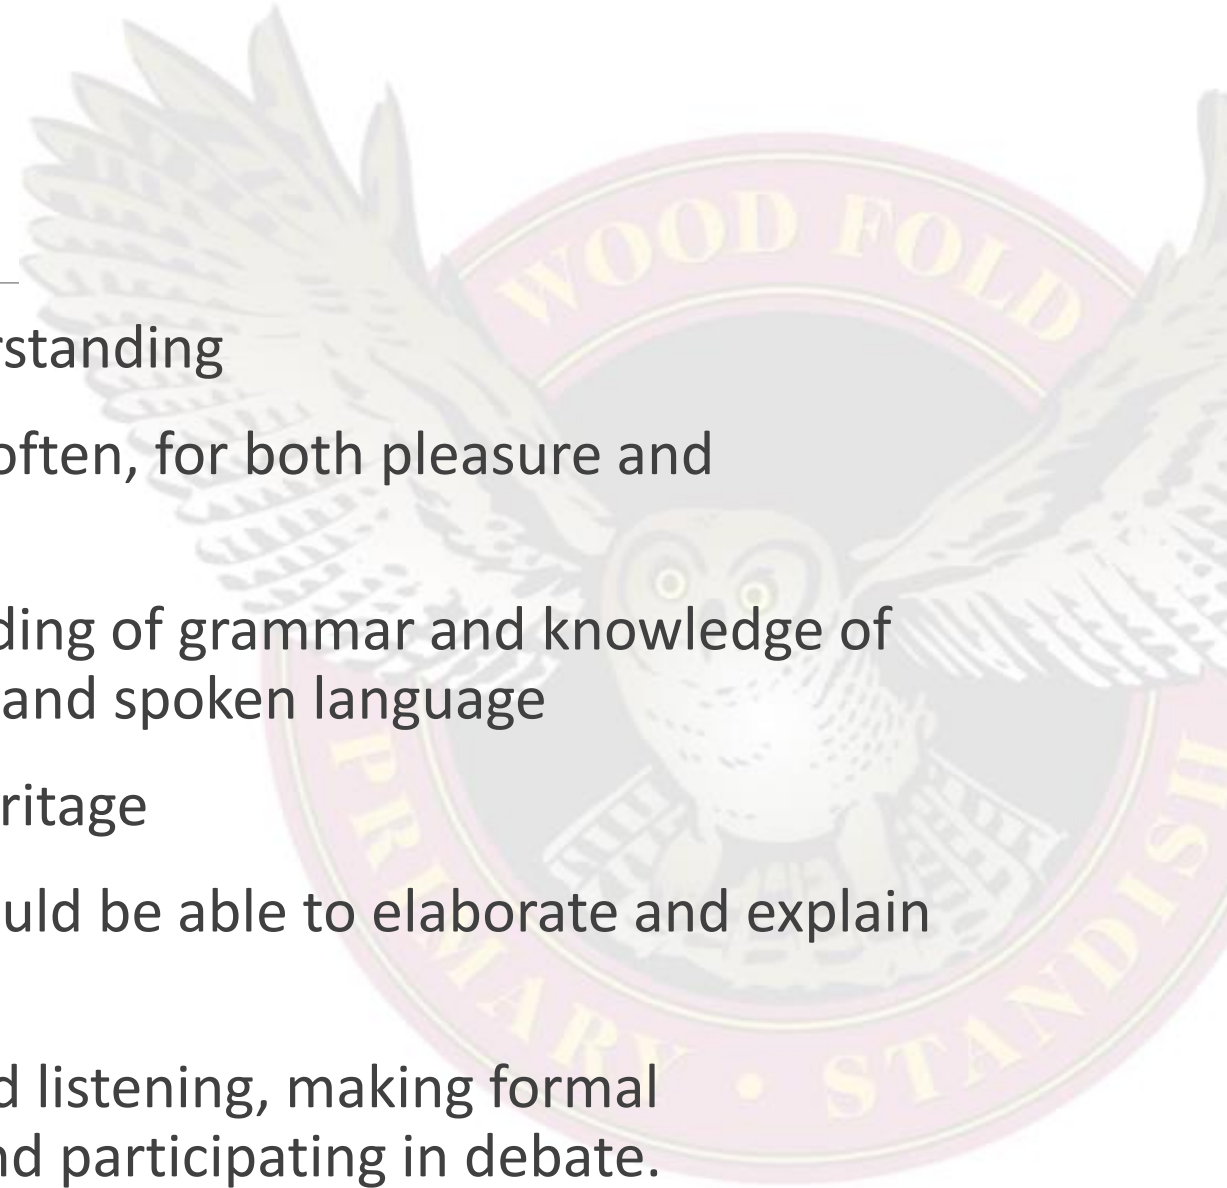 WOOD FOLD
rstanding
often, for both pleasure and
ding of grammar and knowledge of
and spoken language
ritage
uld be able to elaborate and explain
d listening, making formal
nd participating in debate.
PRIMARY • STANDISH